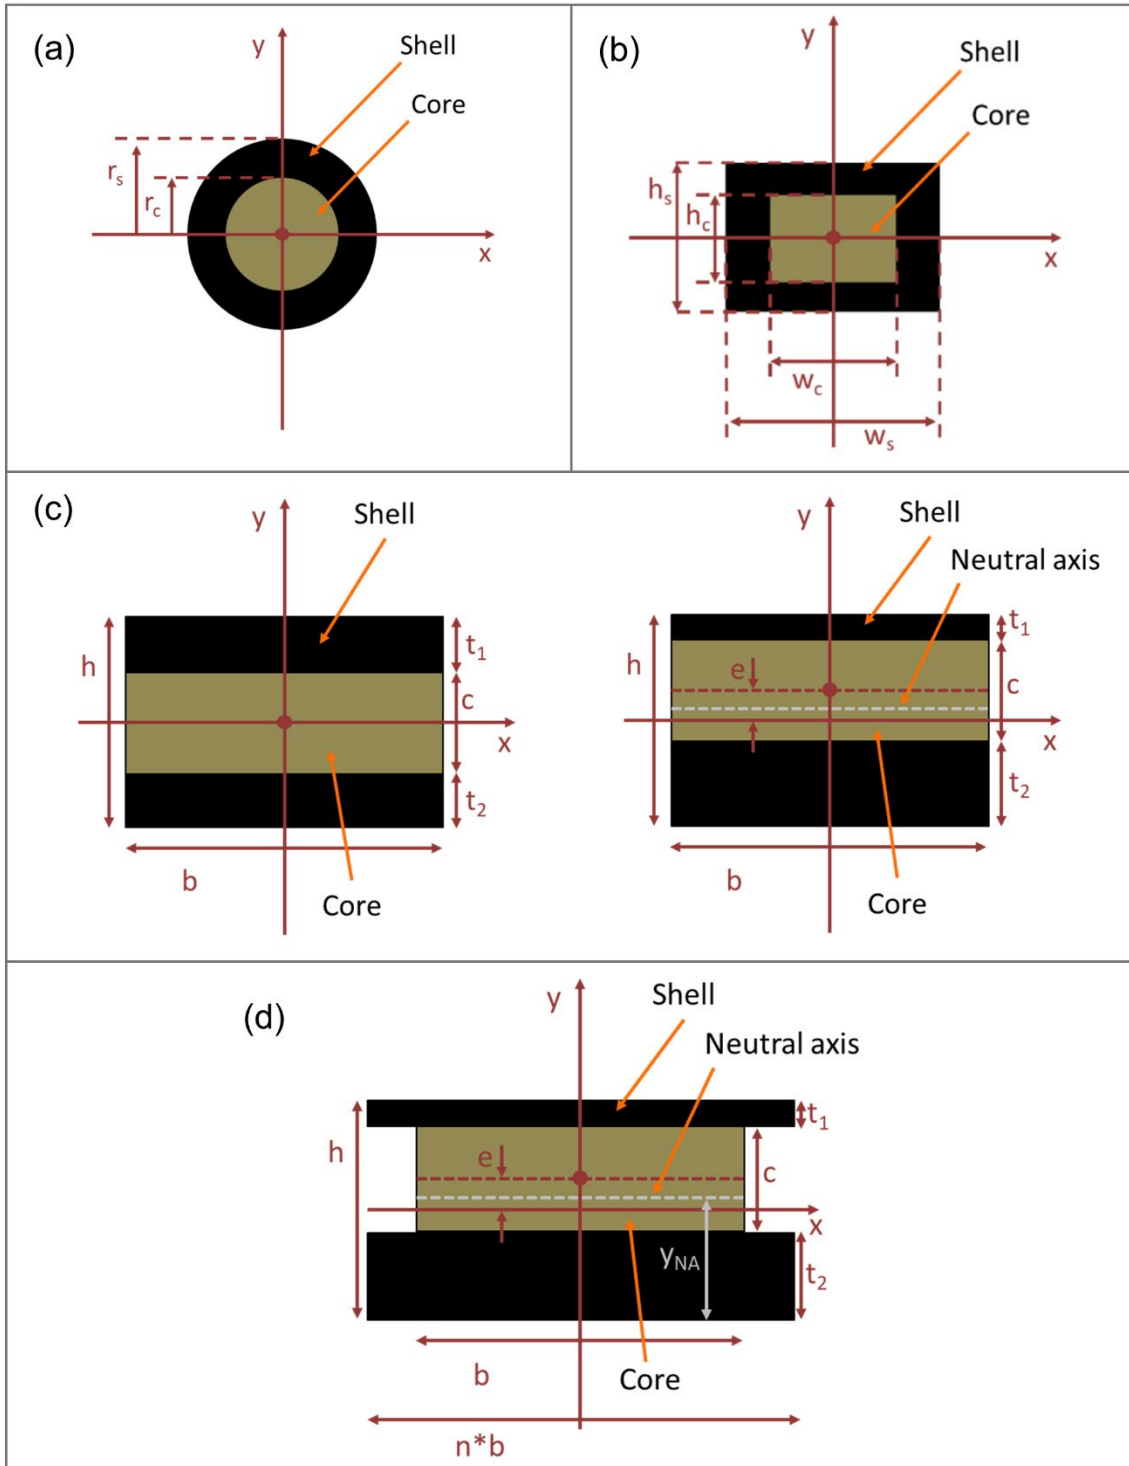 (a)
y
Shell
Core
r_s
r_c
x
(b)
y
Shell
Core
h_s
h_c
x
w_c
w_s
(c)
y
Shell
h
t_1
c
x
t_2
b
Core
y
Shell
Neutral axis
h
t_1
e
c
x
t_2
b
Core
(d)
y
Shell
Neutral axis
h
t_1
e
c
x
y_NA
t_2
b
Core
n*b